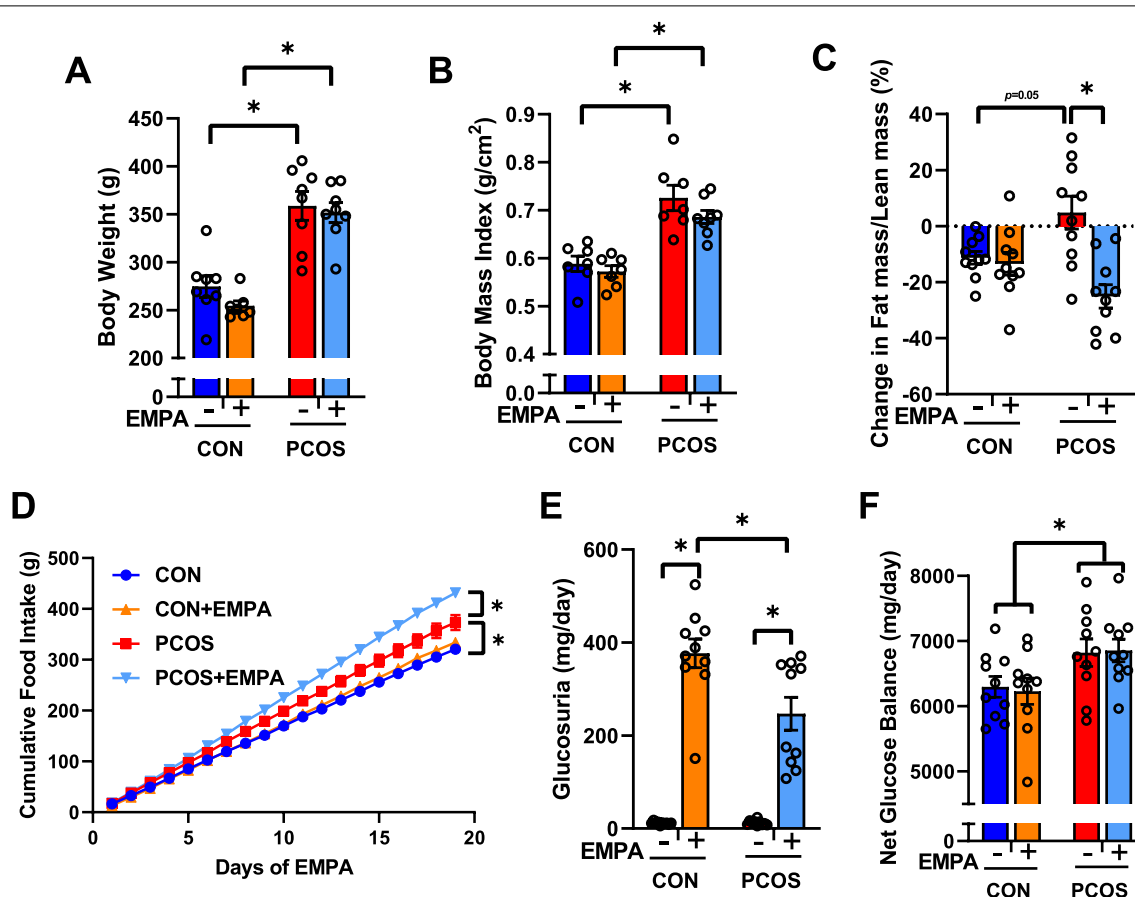 A
Body Weight (g)
450
400
350
300
250
200
0
*
*
EMPA - + - +
CON PCOS
B
Body Mass Index (g/cm2)
0.9
0.8
0.7
0.6
0.5
0.4
0.0
*
*
EMPA - + - +
CON PCOS
C
Change in Fat mass/Lean mass (%)
40
20
0
-20
-40
-60
p=0.05
*
EMPA - + - +
CON PCOS
D
Cumulative Food Intake (g)
500
400
300
200
100
0
CON
CON+EMPA
PCOS
PCOS+EMPA
*
*
0 5 10 15 20
Days of EMPA
E
Glucosuria (mg/day)
600
400
200
0
*
*
*
EMPA - + - +
CON PCOS
F
Net Glucose Balance (mg/day)
8000
7000
6000
5000
0
*
EMPA - + - +
CON PCOS